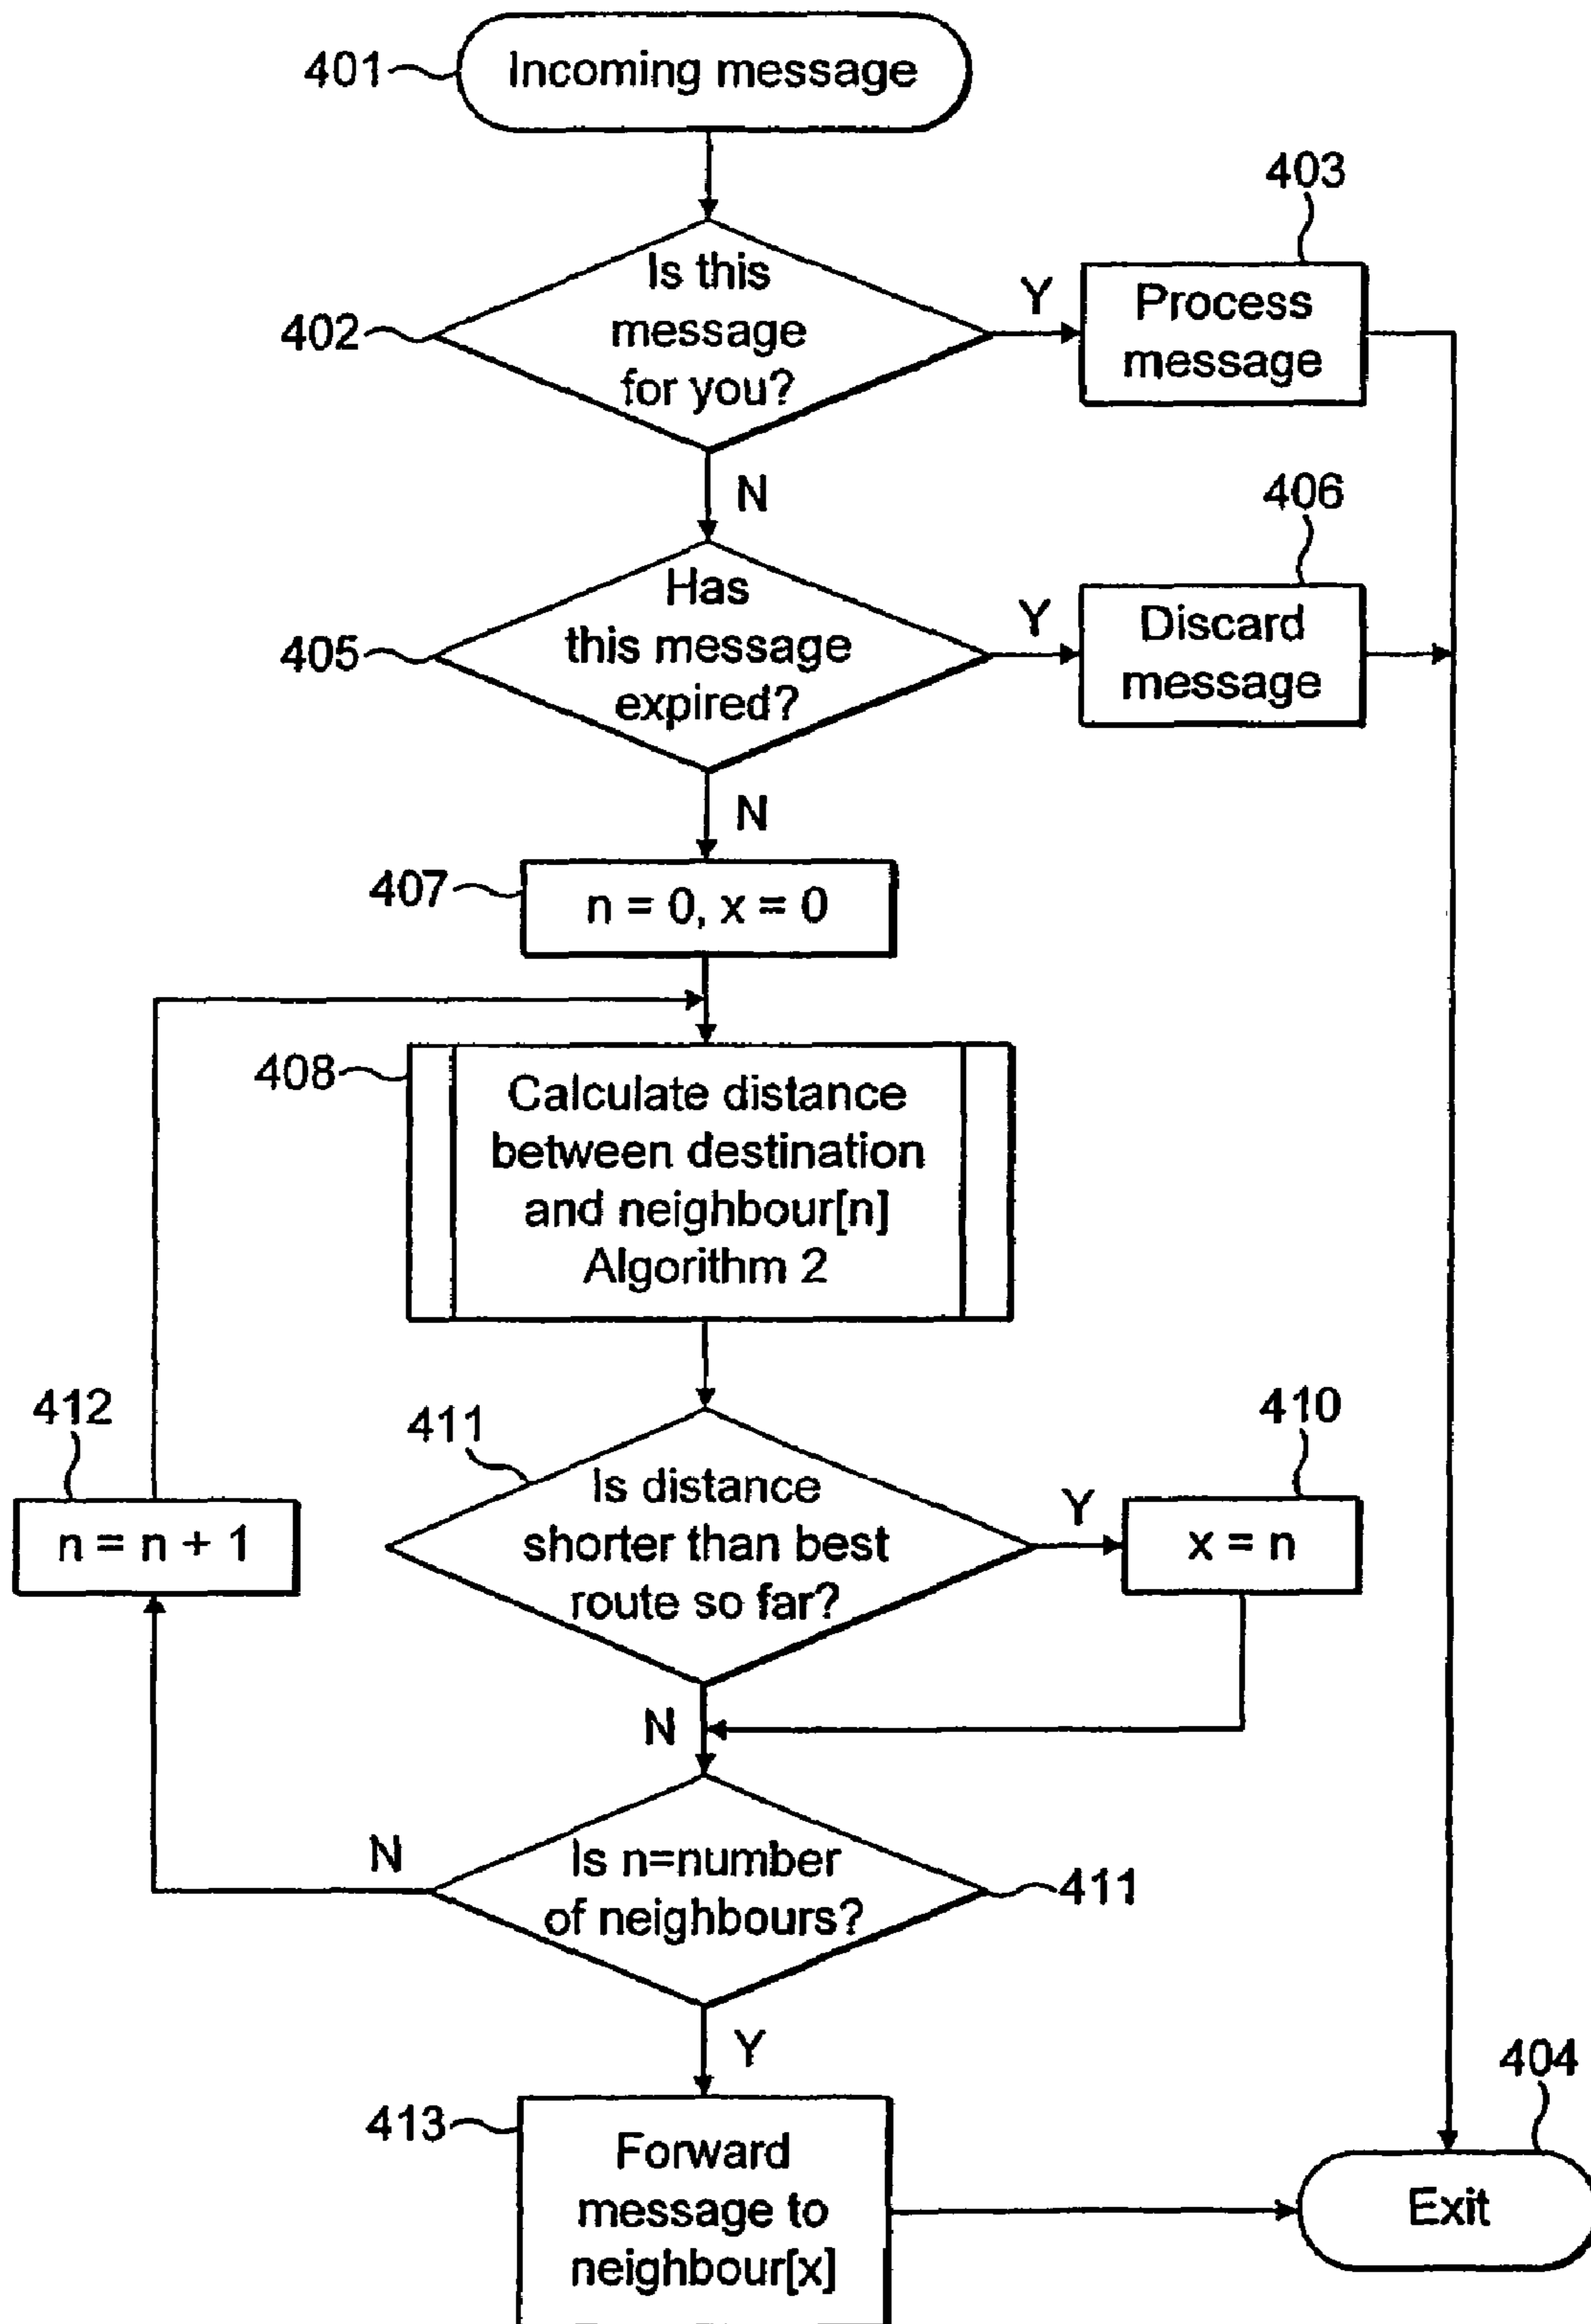 401
Incoming message
403
Is this
message
for you?
402
Y
Process
message
N
406
Has
this message
expired?
405
Y
Discard
message
N
407
n = 0, x = 0
408
Calculate distance
between destination
and neighbour[n]
Algorithm 2
412
n = n + 1
411
Is distance
shorter than best
route so far?
Y
410
x = n
N
Is n=number
of neighbours?
N
411
Y
404
413
Forward
message to
neighbour[x]
Exit